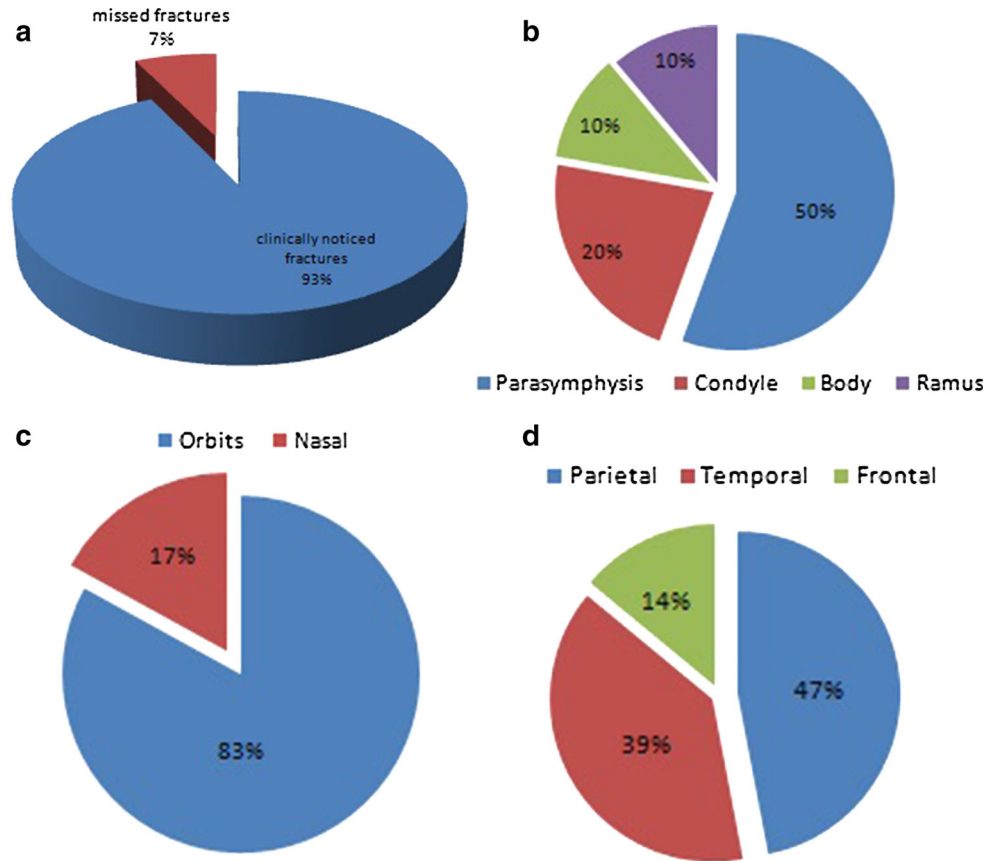 a
missed fractures
7%
clinically noticed
fractures
93%
b
10%
10%
50%
20%
Parasymphysis Condyle Body Ramus
c
Orbits Nasal
17%
83%
d
Parietal Temporal Frontal
14%
47%
39%